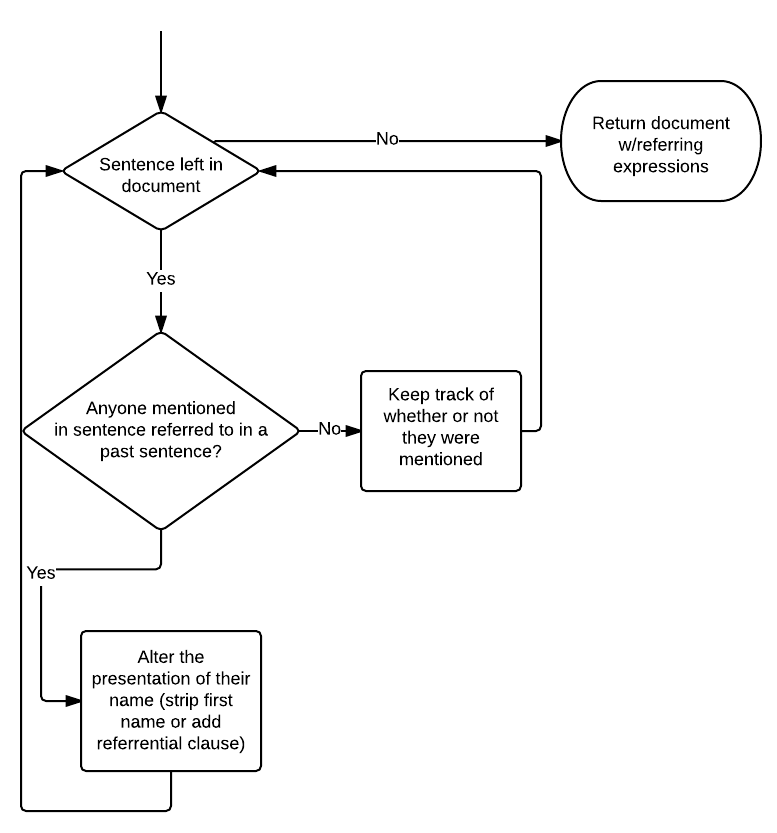 No
Return document
w/referring
expressions
Sentence left in
document
Yes
Anyone mentioned
in sentence referred to in a
past sentence?
No
Keep track of
whether or not
they were
mentioned
Yes
Alter the
presentation of their
name (strip first
name or add
referrential clause)